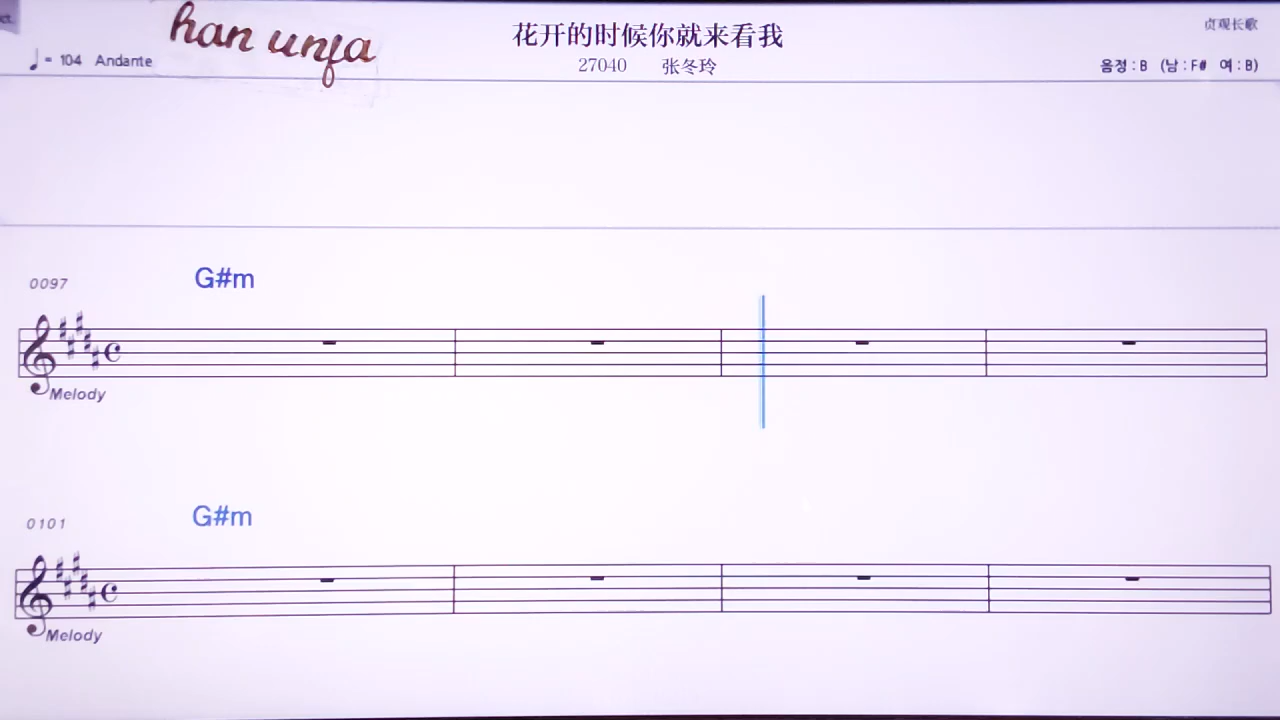 han unfa
花开的时候你就来看我
贞观长歌
♩= 104 Andante
27040 张冬玲
음정 : B (남 : F# 여 : B)
0097 G#m
Melody
0101 G#m
Melody